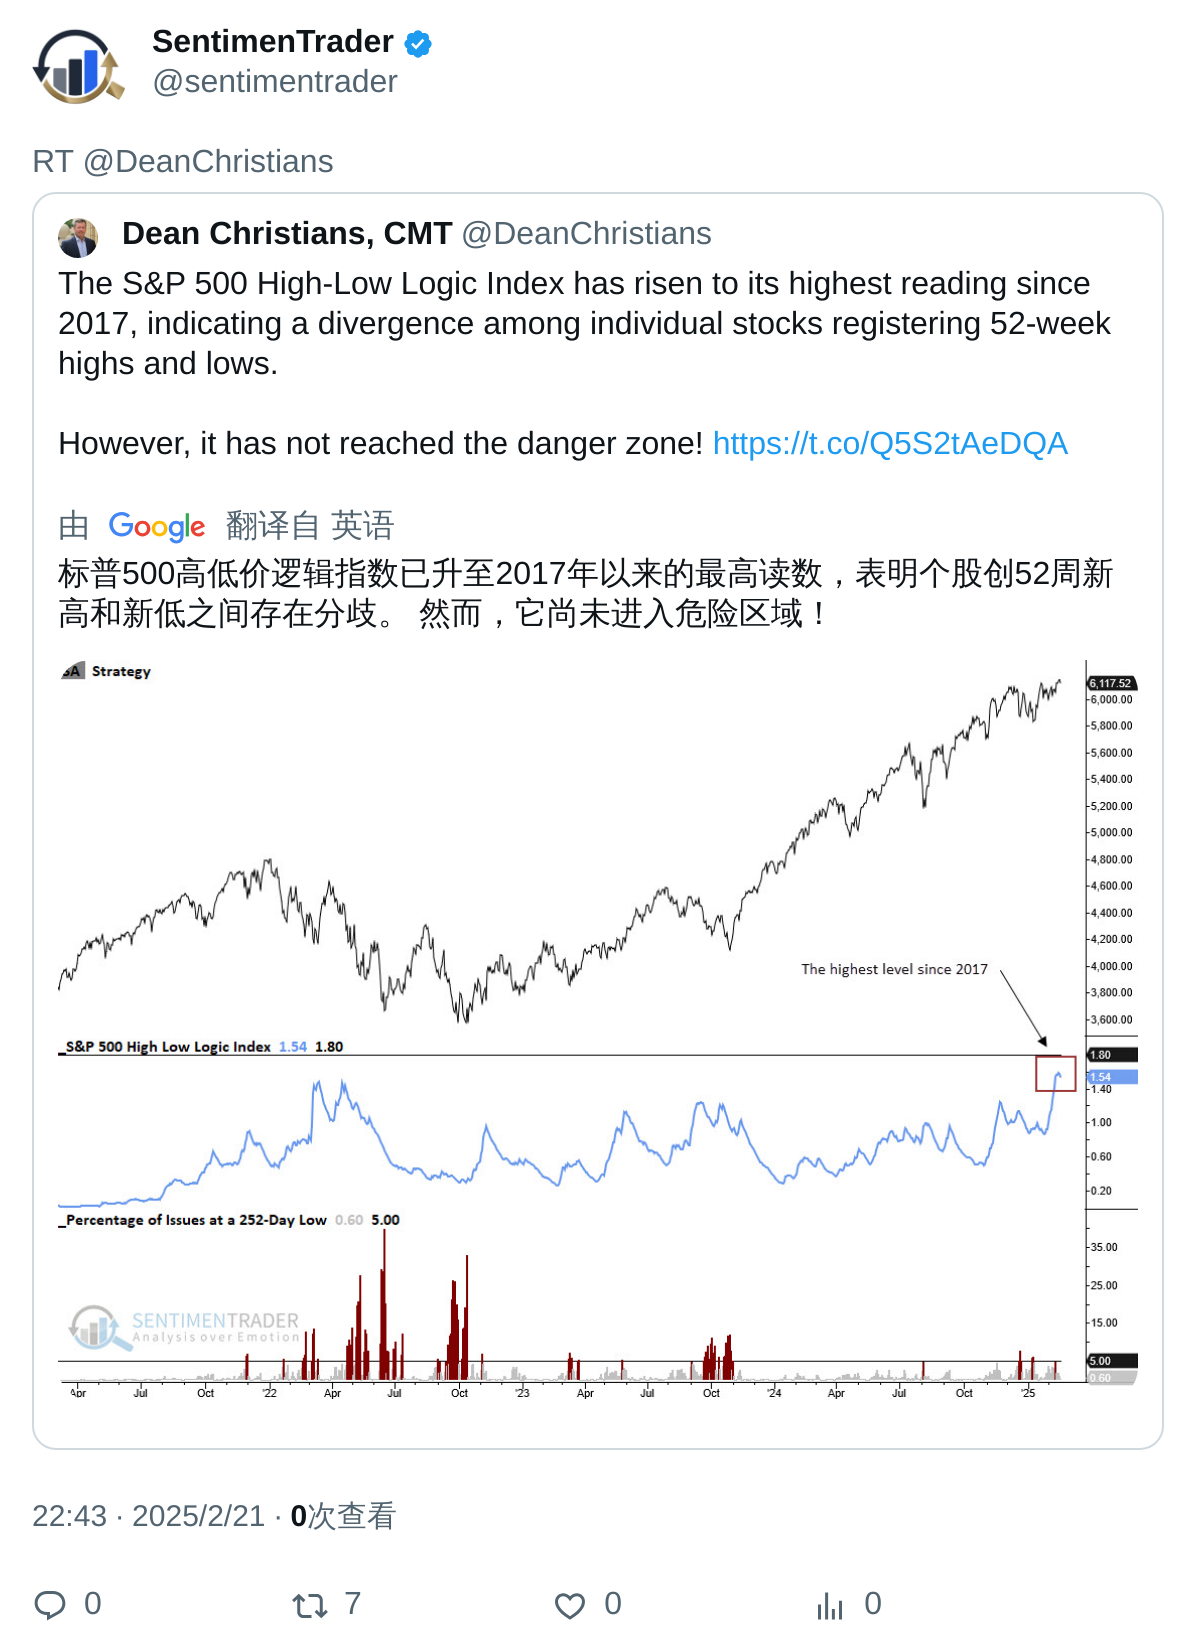 SentimenTrader
@sentimentrader
RT @DeanChristians
Dean Christians, CMT @DeanChristians
The S&P 500 High-Low Logic Index has risen to its highest reading since
2017, indicating a divergence among individual stocks registering 52-week
highs and lows.
However, it has not reached the danger zone! https://t.co/Q5S2tAeDQA
由 Google 翻译自 英语
标普500高低价逻辑指数已升至2017年以来的最高读数，表明个股创52周新
高和新低之间存在分歧。 然而，它尚未进入危险区域！
SA Strategy
6,117.52
6,000.00
5,800.00
5,600.00
5,400.00
5,200.00
5,000.00
4,800.00
4,600.00
4,400.00
4,200.00
4,000.00
3,800.00
3,600.00
The highest level since 2017
_S&P 500 High Low Logic Index 1.54 1.80
1.80
1.54
1.40
1.00
0.60
0.20
_Percentage of Issues at a 252-Day Low 0.60 5.00
35.00
25.00
15.00
5.00
0.60
SENTIMENTRADER
Analysis over Emotion
Apr Jul Oct '22 Apr Jul Oct '23 Apr Jul Oct '24 Apr Jul Oct '25
22:43 · 2025/2/21 · 0次查看
0 7 0 0